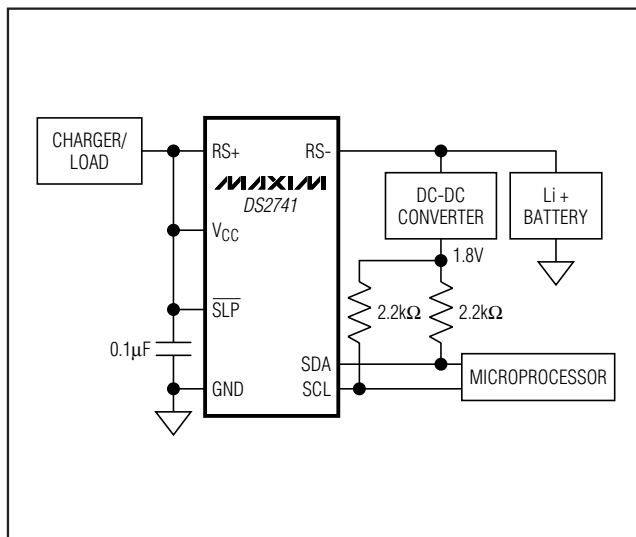 CHARGER/
LOAD
RS+
RS-
MAXIM
DS2741
VCC
SLP
0.1μF
GND
DC-DC
CONVERTER
Li +
BATTERY
1.8V
2.2kΩ
2.2kΩ
SDA
SCL
MICROPROCESSOR